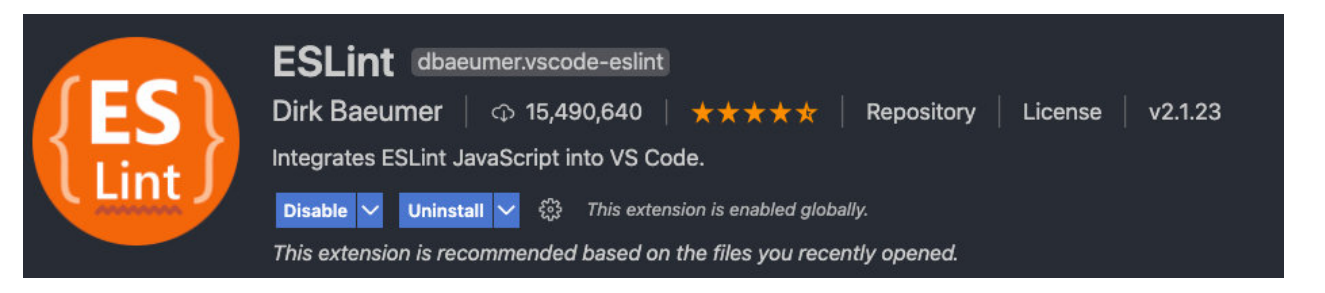 {ES
Lint}
ESLint dbaeumer.vscode-eslint
Dirk Baeumer 15,490,640 Repository License v2.1.23
Integrates ESLint JavaScript into VS Code.
Disable Uninstall This extension is enabled globally.
This extension is recommended based on the files you recently opened.